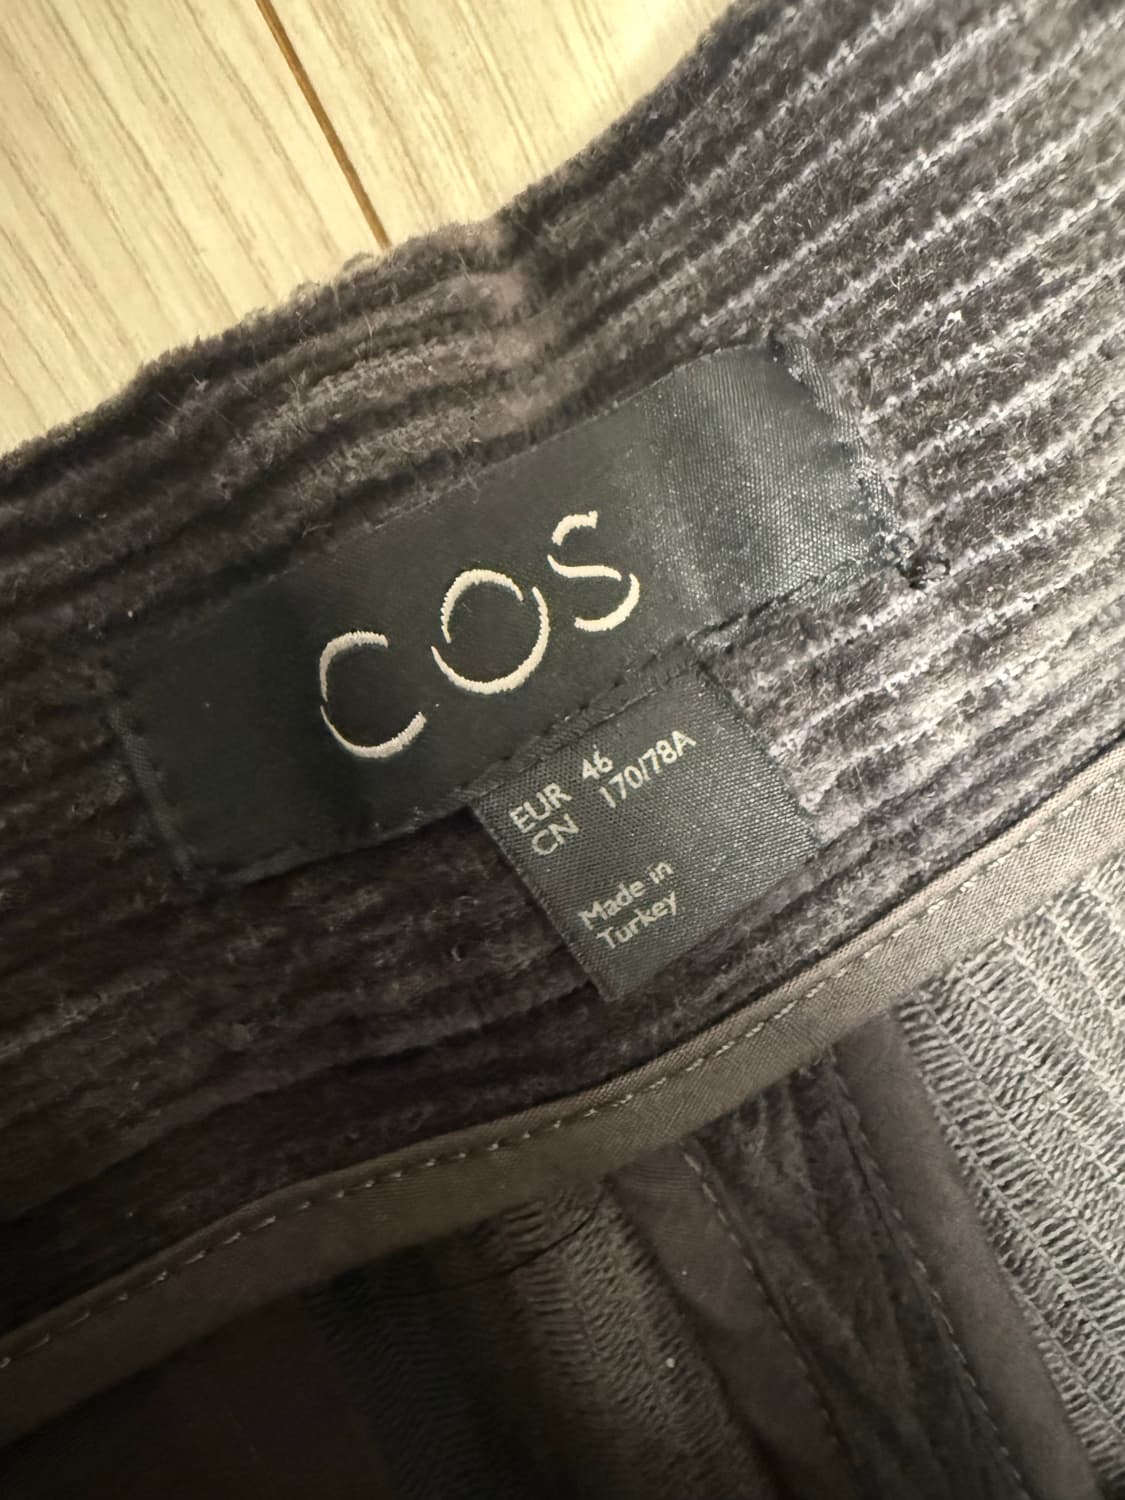 COS
EUR 46
CN 170/78A
Made in
Turkey